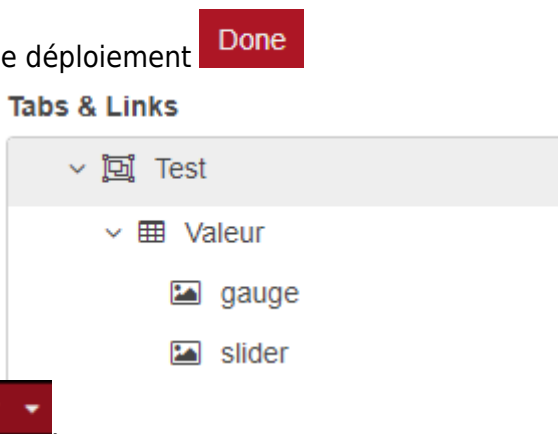 e déploiement Done
Tabs & Links
Test
Valeur
gauge
slider